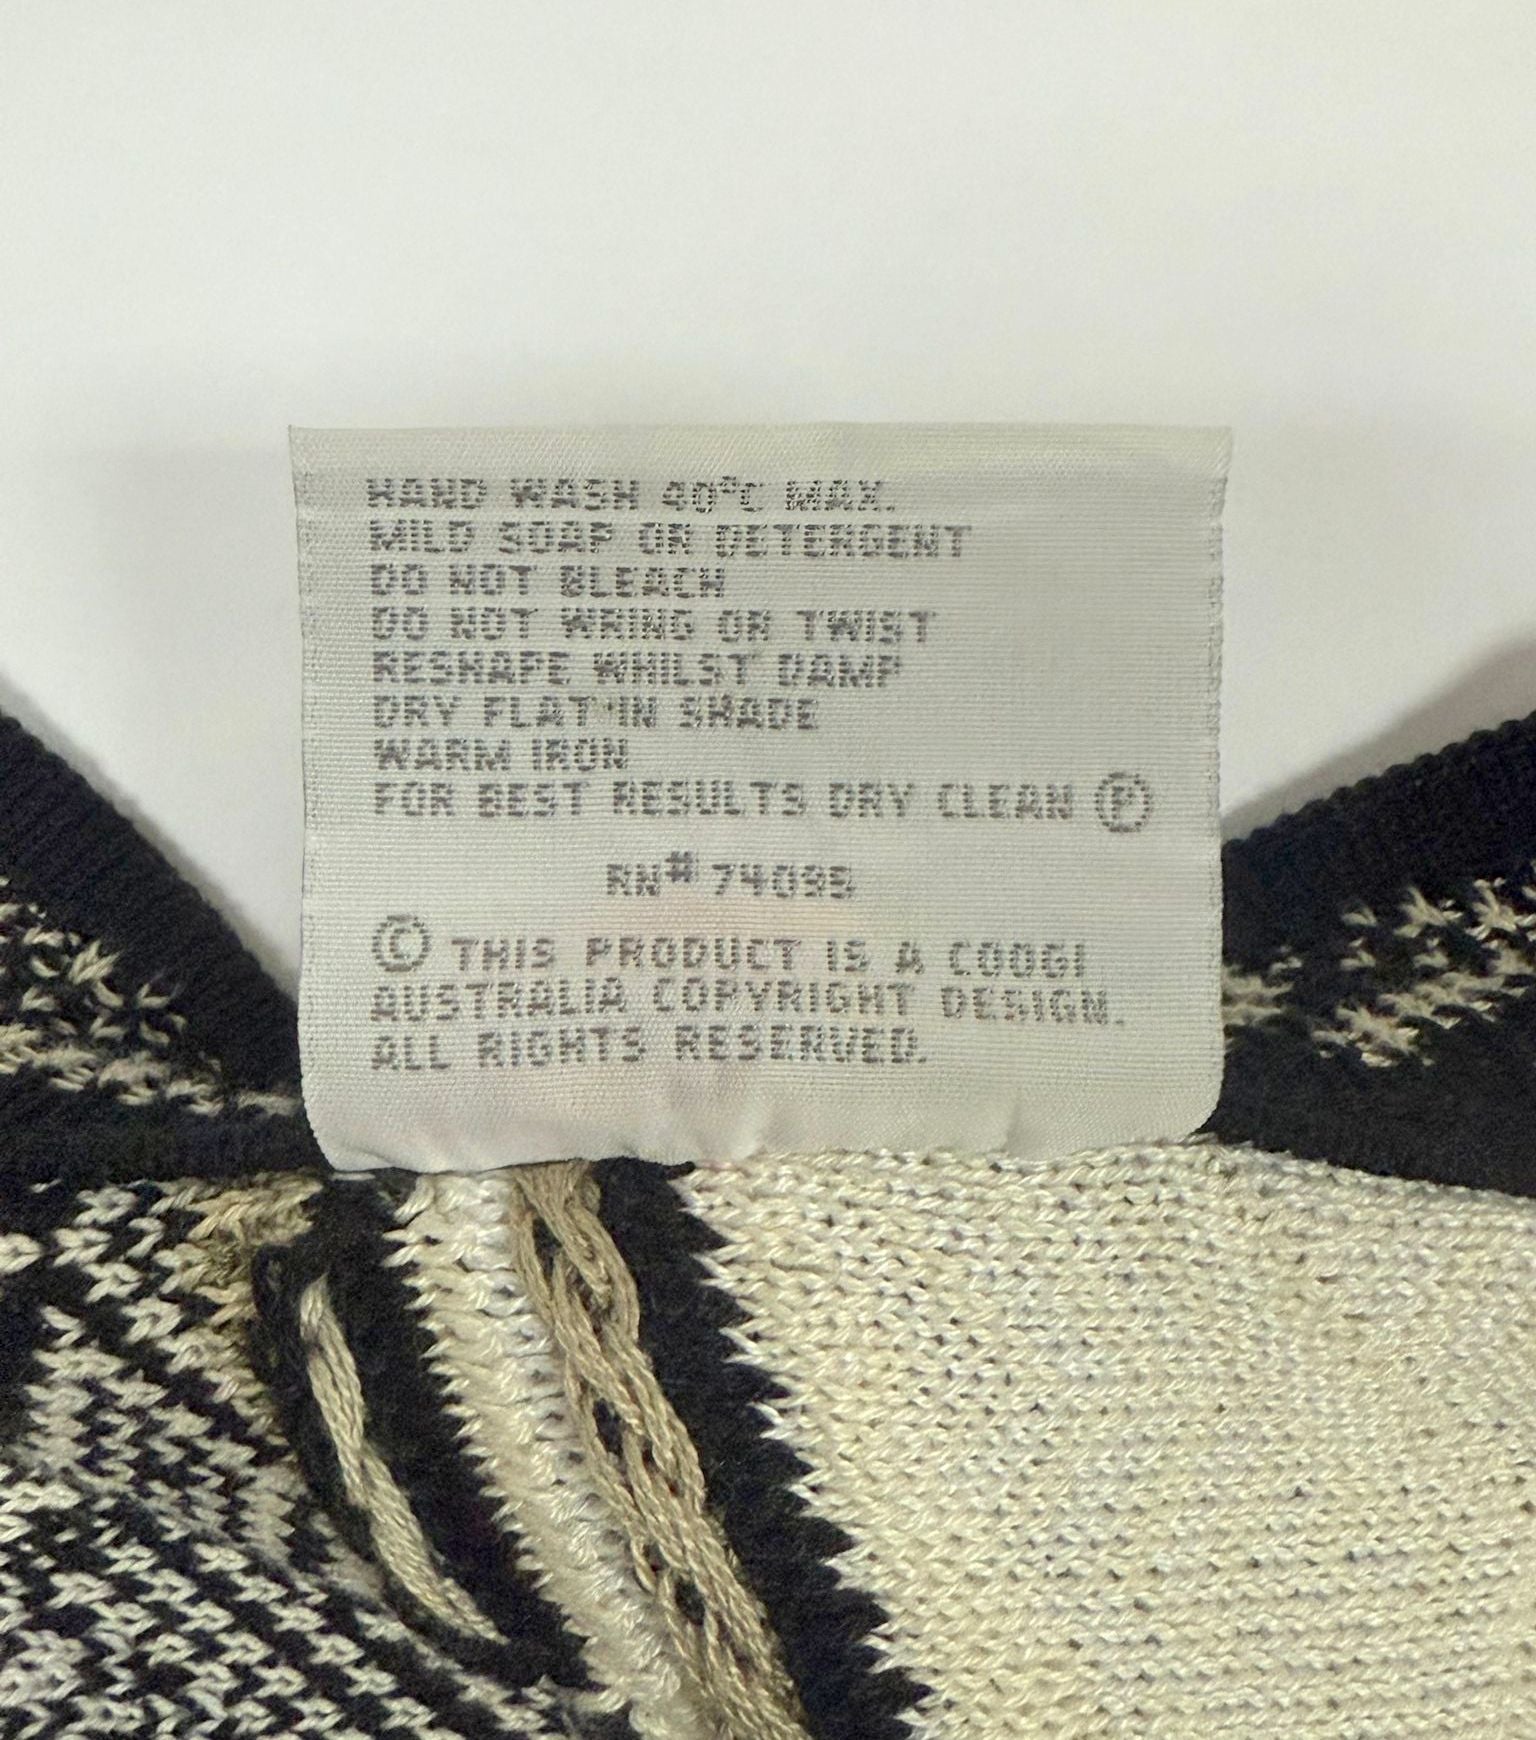 HAND WASH 40°C MAX.
MILD SOAP OR DETERGENT
DO NOT BLEACH
DO NOT WRING OR TWIST
RESHAPE WHILST DAMP
DRY FLAT IN SHADE
WARM IRON
FOR BEST RESULTS DRY CLEAN Ⓟ
RN# 74095
© THIS PRODUCT IS A COOGI
AUSTRALIA COPYRIGHT DESIGN.
ALL RIGHTS RESERVED.